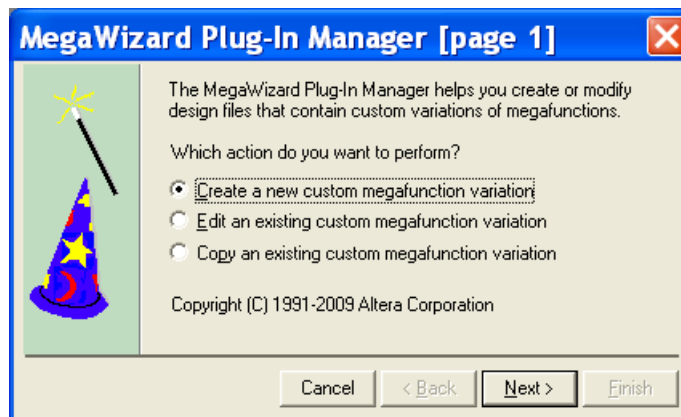 MegaWizard Plug-In Manager [page 1]
The MegaWizard Plug-In Manager helps you create or modify
design files that contain custom variations of megafunctions.
Which action do you want to perform?
Create a new custom megafunction variation
Edit an existing custom megafunction variation
Copy an existing custom megafunction variation
Copyright (C) 1991-2009 Altera Corporation
Cancel < Back Next > Finish